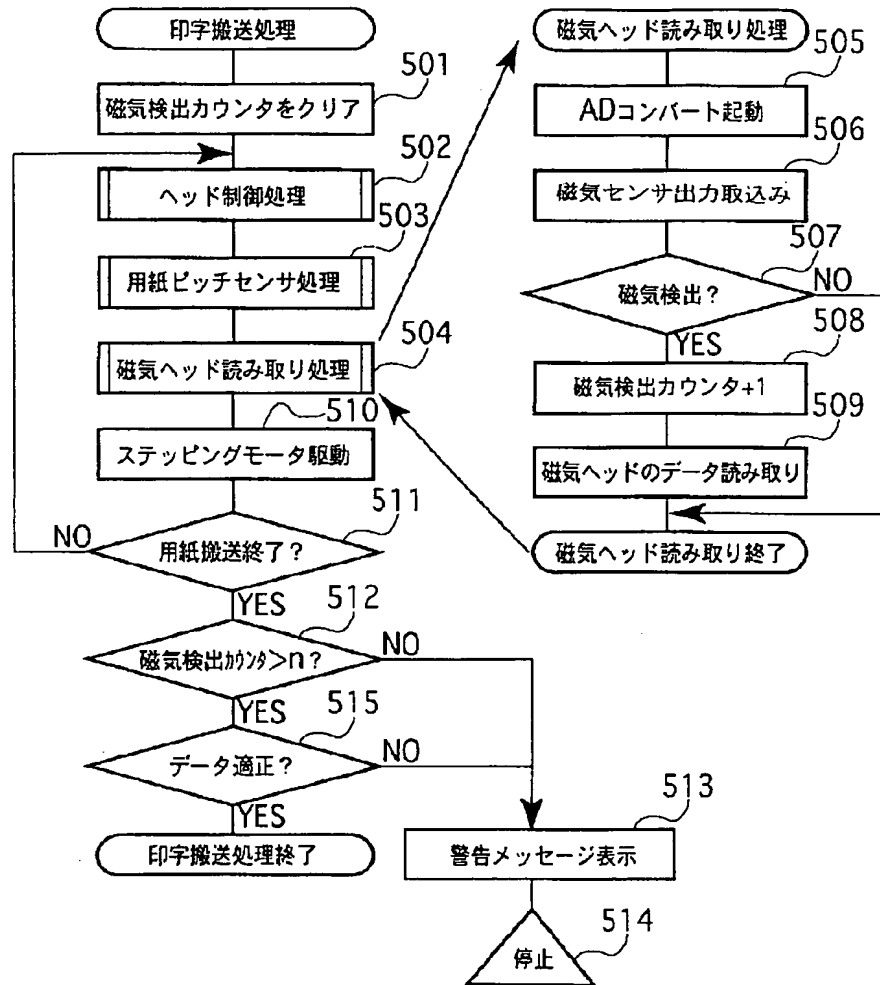 印字搬送処理
501
磁気検出カウンタをクリア
502
ヘッド制御処理
503
用紙ピッチセンサ処理
504
磁気ヘッド読み取り処理
510
ステッピングモータ駆動
511
用紙搬送終了?
NO
YES
512
磁気検出カウンタ>n?
NO
YES
515
データ適正?
NO
YES
印字搬送処理終了
磁気ヘッド読み取り処理
505
ADコンバート起動
506
磁気センサ出力取込み
507
磁気検出?
NO
YES
508
磁気検出カウンタ+1
509
磁気ヘッドのデータ読み取り
磁気ヘッド読み取り終了
513
警告メッセージ表示
514
停止